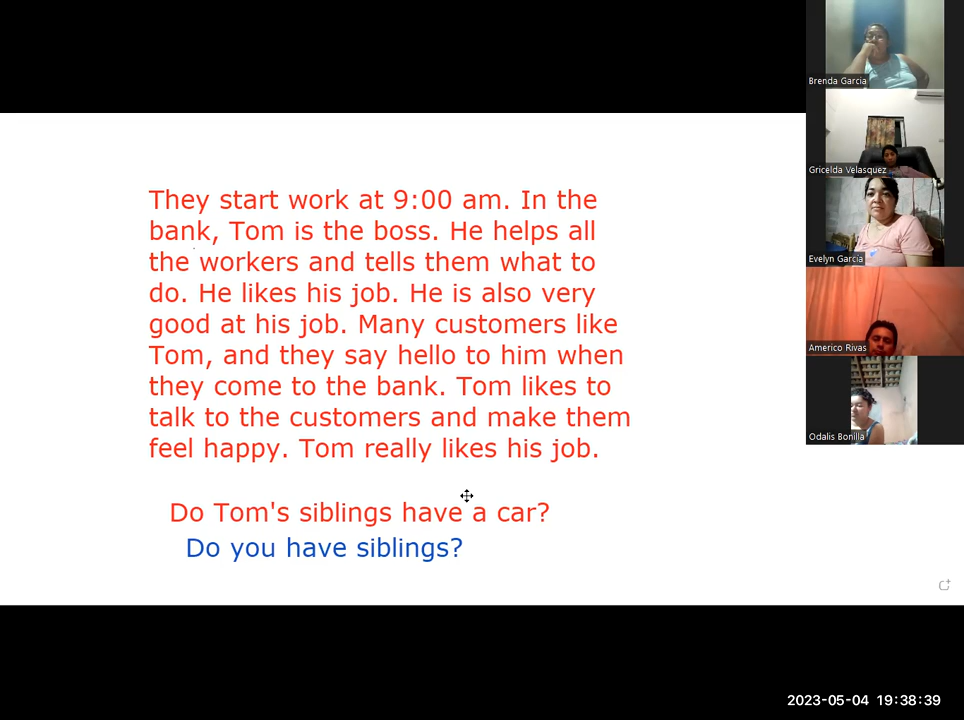 They start work at 9:00 am. In the
bank, Tom is the boss. He helps all
the workers and tells them what to
do. He likes his job. He is also very
good at his job. Many customers like
Tom, and they say hello to him when
they come to the bank. Tom likes to
talk to the customers and make them
feel happy. Tom really likes his job.
Do Tom's siblings have a car?
Do you have siblings?
Brenda Garcia
Gricelda Velasquez
Evelyn Garcia
Americo Rivas
Odalis Bonilla
2023-05-04 19:38:39